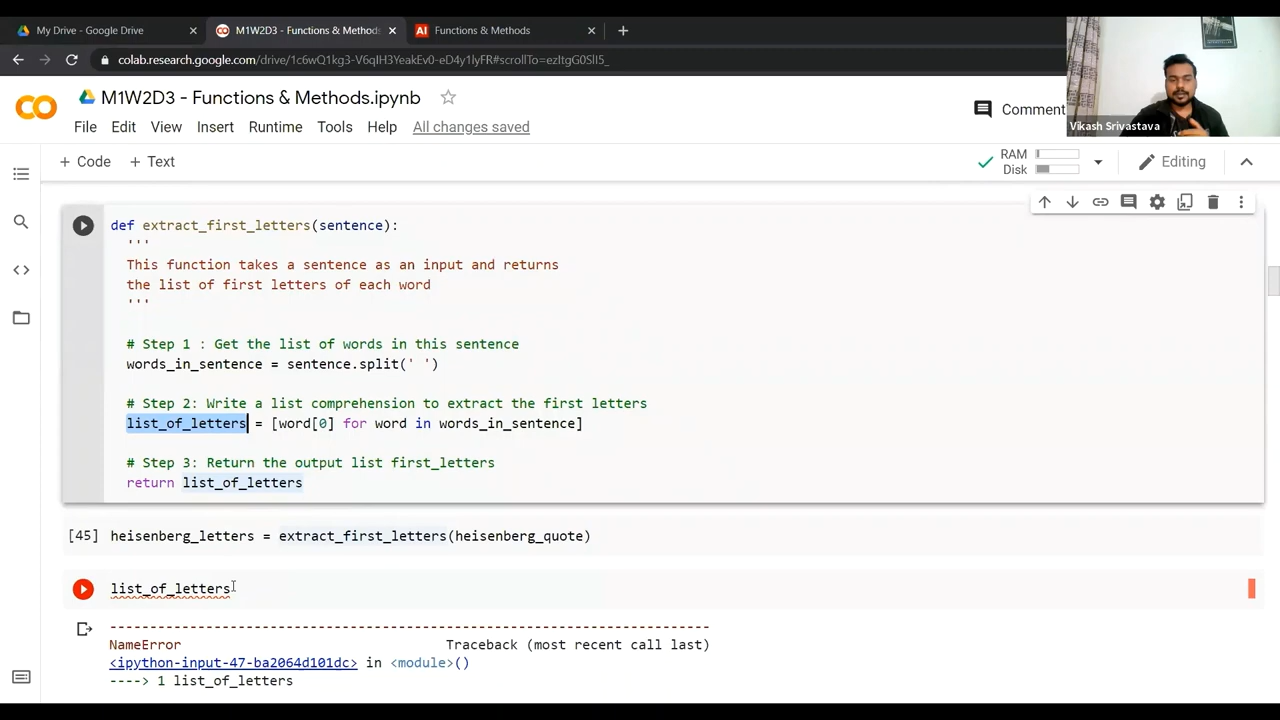 My Drive - Google Drive
M1W2D3 - Functions & Methods
AI Functions & Methods
colab.research.google.com/drive/1c6wQ1kg3-V6qIH3YeakEv0-eD4y1lyFR#scrollTo=ezItgG0SlI5_
CO
M1W2D3 - Functions & Methods.ipynb
Comment
Vikash Srivastava
File Edit View Insert Runtime Tools Help All changes saved
+ Code + Text
RAM
Disk
Editing
def extract_first_letters(sentence):
'''
This function takes a sentence as an input and returns
the list of first letters of each word
'''
# Step 1 : Get the list of words in this sentence
words_in_sentence = sentence.split(' ')
# Step 2: Write a list comprehension to extract the first letters
list_of_letters = [word[0] for word in words_in_sentence]
# Step 3: Return the output list first_letters
return list_of_letters
[45] heisenberg_letters = extract_first_letters(heisenberg_quote)
list_of_letters
---------------------------------------------------------------------------
NameError Traceback (most recent call last)
<ipython-input-47-ba2064d101dc> in <module>()
----> 1 list_of_letters